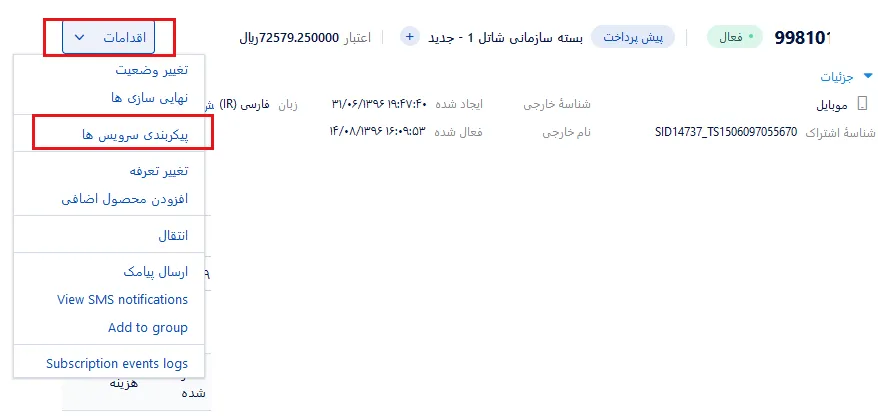 998101 فعال پیش پرداخت بسته سازمانی شاتل 1 - جدید + اعتبار 72579.250000ریال اقدامات
جزئیات
موبایل شناسهٔ خارجی ایجاد شده ۳۱/۰۶/۱۳۹۶ ۱۹:۴۷:۴۰ زبان فارسی (IR)
شناسهٔ اشتراک SID14737_TS1506097055670 نام خارجی فعال شده ۱۴/۰۸/۱۳۹۶ ۱۶:۰۹:۵۳
تغییر وضعیت
نهایی سازی ها
پیکربندی سرویس ها
تغییر تعرفه
افزودن محصول اضافی
انتقال
ارسال پیامک
View SMS notifications
Add to group
Subscription events logs
هزینه
شده